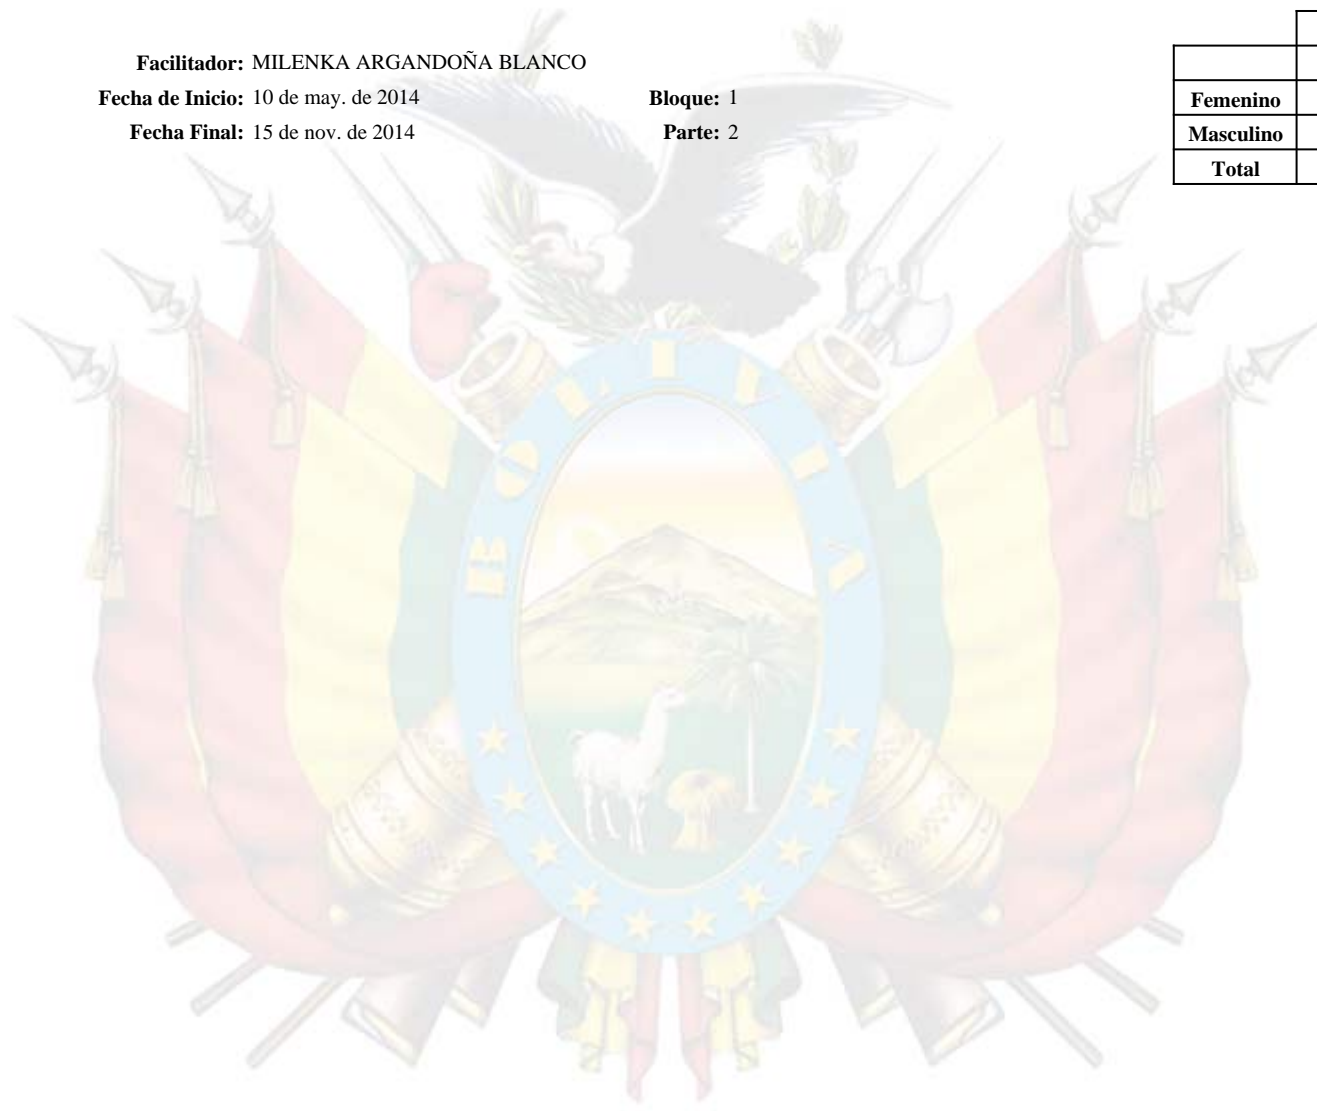 Facilitador: MILENKA ARGANDOÑA BLANCO
Fecha de Inicio: 10 de may. de 2014 Bloque: 1
Fecha Final: 15 de nov. de 2014 Parte: 2
Femenino
Masculino
Total
BOLIVIA